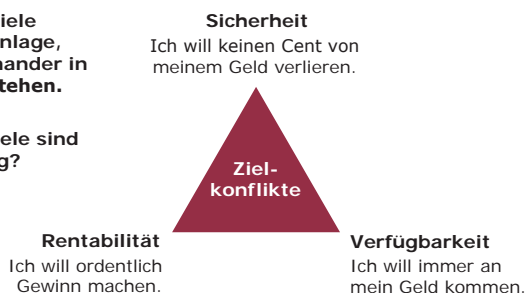 iele
nlage,
nander in
tehen.
ele sind
g?
Sicherheit
Ich will keinen Cent von
meinem Geld verlieren.
Ziel-
konflikte
Rentabilität
Ich will ordentlich
Gewinn machen.
Verfügbarkeit
Ich will immer an
mein Geld kommen.